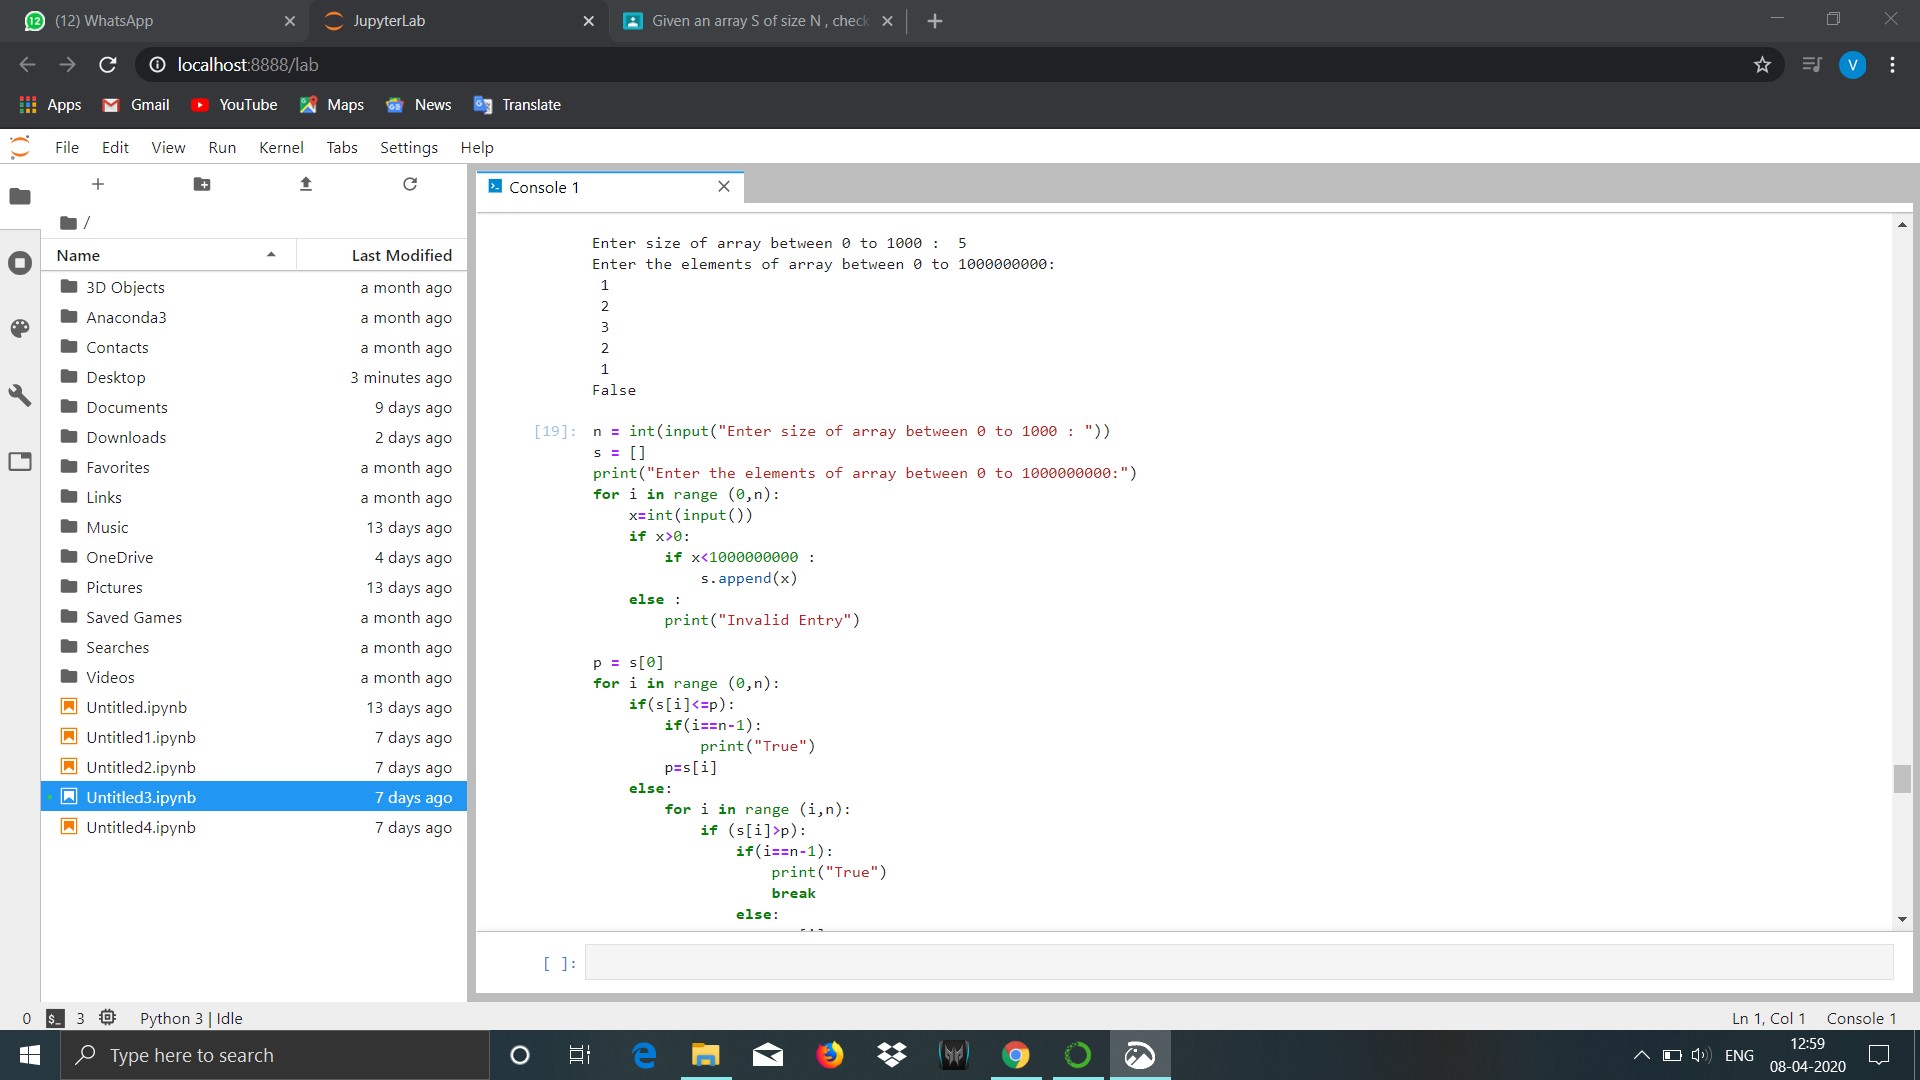 (12) WhatsApp
JupyterLab
Given an array S of size N , check
localhost:8888/lab
V
Apps Gmail YouTube Maps News Translate
File Edit View Run Kernel Tabs Settings Help
Console 1
/
Name Last Modified
3D Objects a month ago
Anaconda3 a month ago
Contacts a month ago
Desktop 3 minutes ago
Documents 9 days ago
Downloads 2 days ago
Favorites a month ago
Links a month ago
Music 13 days ago
OneDrive 4 days ago
Pictures 13 days ago
Saved Games a month ago
Searches a month ago
Videos a month ago
Untitled.ipynb 13 days ago
Untitled1.ipynb 7 days ago
Untitled2.ipynb 7 days ago
Untitled3.ipynb 7 days ago
Untitled4.ipynb 7 days ago
Enter size of array between 0 to 1000 :  5
Enter the elements of array between 0 to 1000000000:
1
2
3
2
1
False
[19]: n = int(input("Enter size of array between 0 to 1000 : "))
s = []
print("Enter the elements of array between 0 to 1000000000:")
for i in range (0,n):
    x=int(input())
    if x>0:
        if x<1000000000 :
            s.append(x)
    else :
        print("Invalid Entry")
p = s[0]
for i in range (0,n):
    if(s[i]<=p):
        if(i==n-1):
            print("True")
        p=s[i]
    else:
        for i in range (i,n):
            if (s[i]>p):
                if(i==n-1):
                    print("True")
                    break
                else:
[ ]:
0 $_ 3 Python 3 | Idle Ln 1, Col 1 Console 1
Type here to search
ENG
12:59
08-04-2020